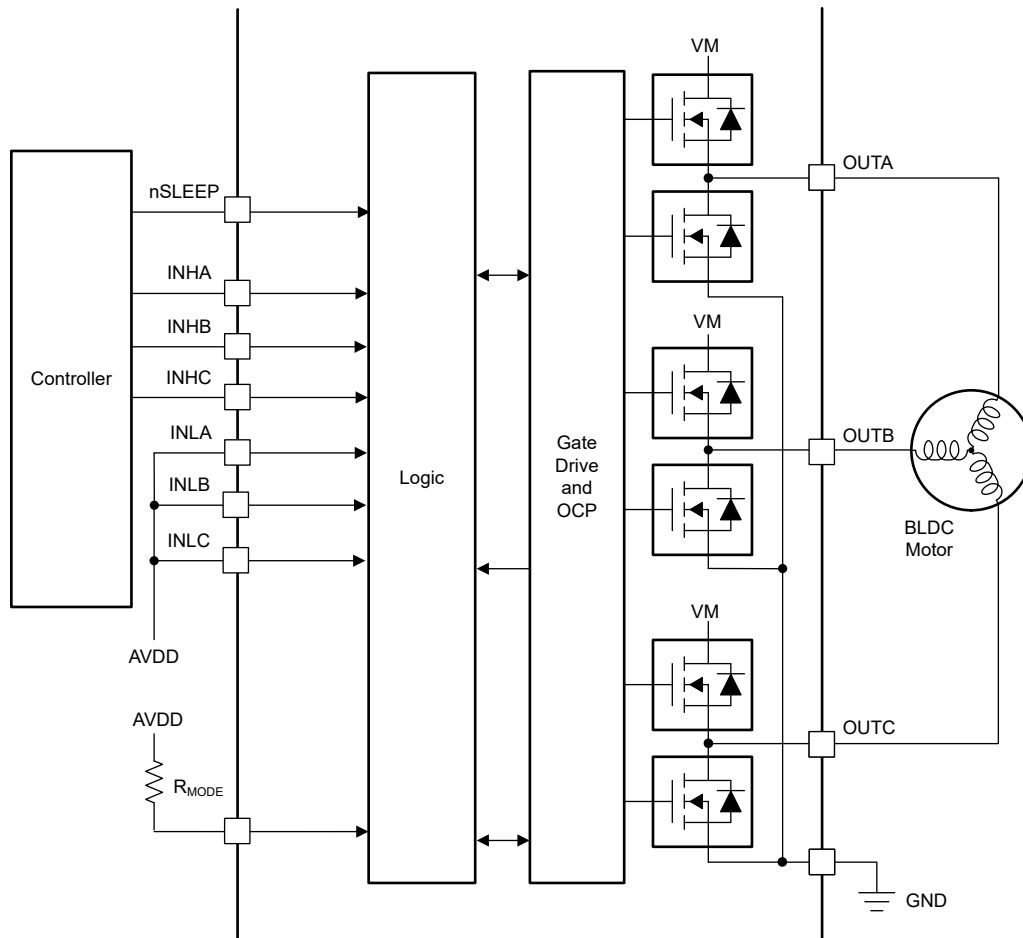 VM
OUTA
nSLEEP
INHA
INHB
INHC
INLA
INLB
INLC
Controller
AVDD
AVDD
RMODE
Logic
Gate
Drive
and
OCP
VM
OUTB
BLDC
Motor
VM
OUTC
GND